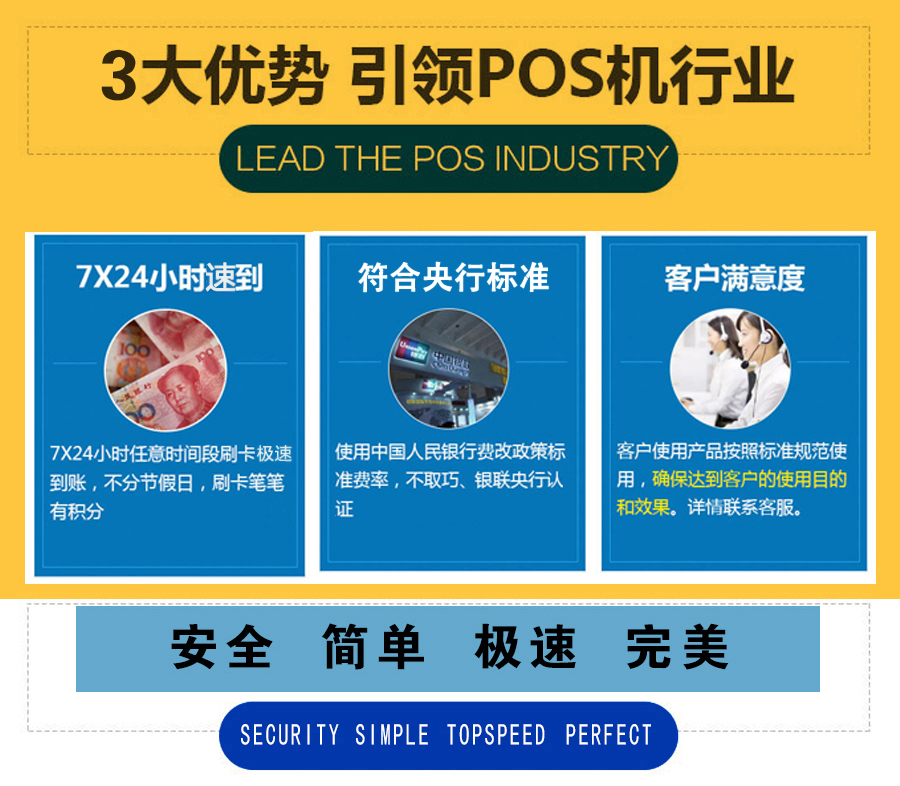 3大优势 引领POS机行业
LEAD THE POS INDUSTRY
7X24小时速到
100
100
7X24小时任意时间段刷卡极速
到账，不分节假日，刷卡笔笔
有积分
符合央行标准
UnionPay
使用中国人民银行费改政策标
准费率，不取巧、银联央行认
证
客户满意度
客户使用产品按照标准规范使
用，确保达到客户的使用目的
和效果。详情联系客服。
安全 简单 极速 完美
SECURITY SIMPLE TOPSPEED PERFECT